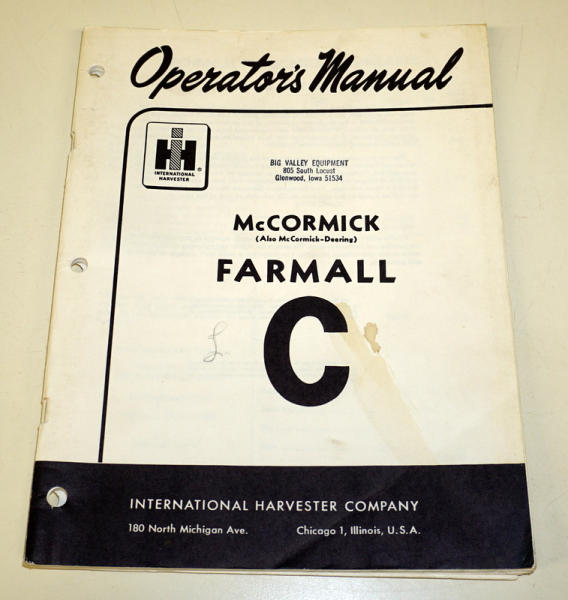 Operator's Manual
IH
INTERNATIONAL
HARVESTER
®
BIG VALLEY EQUIPMENT
805 South Locust
Glenwood, Iowa 51534
McCORMICK
(Also McCormick-Deering)
FARMALL
C
INTERNATIONAL HARVESTER COMPANY
180 North Michigan Ave. Chicago 1, Illinois, U.S.A.